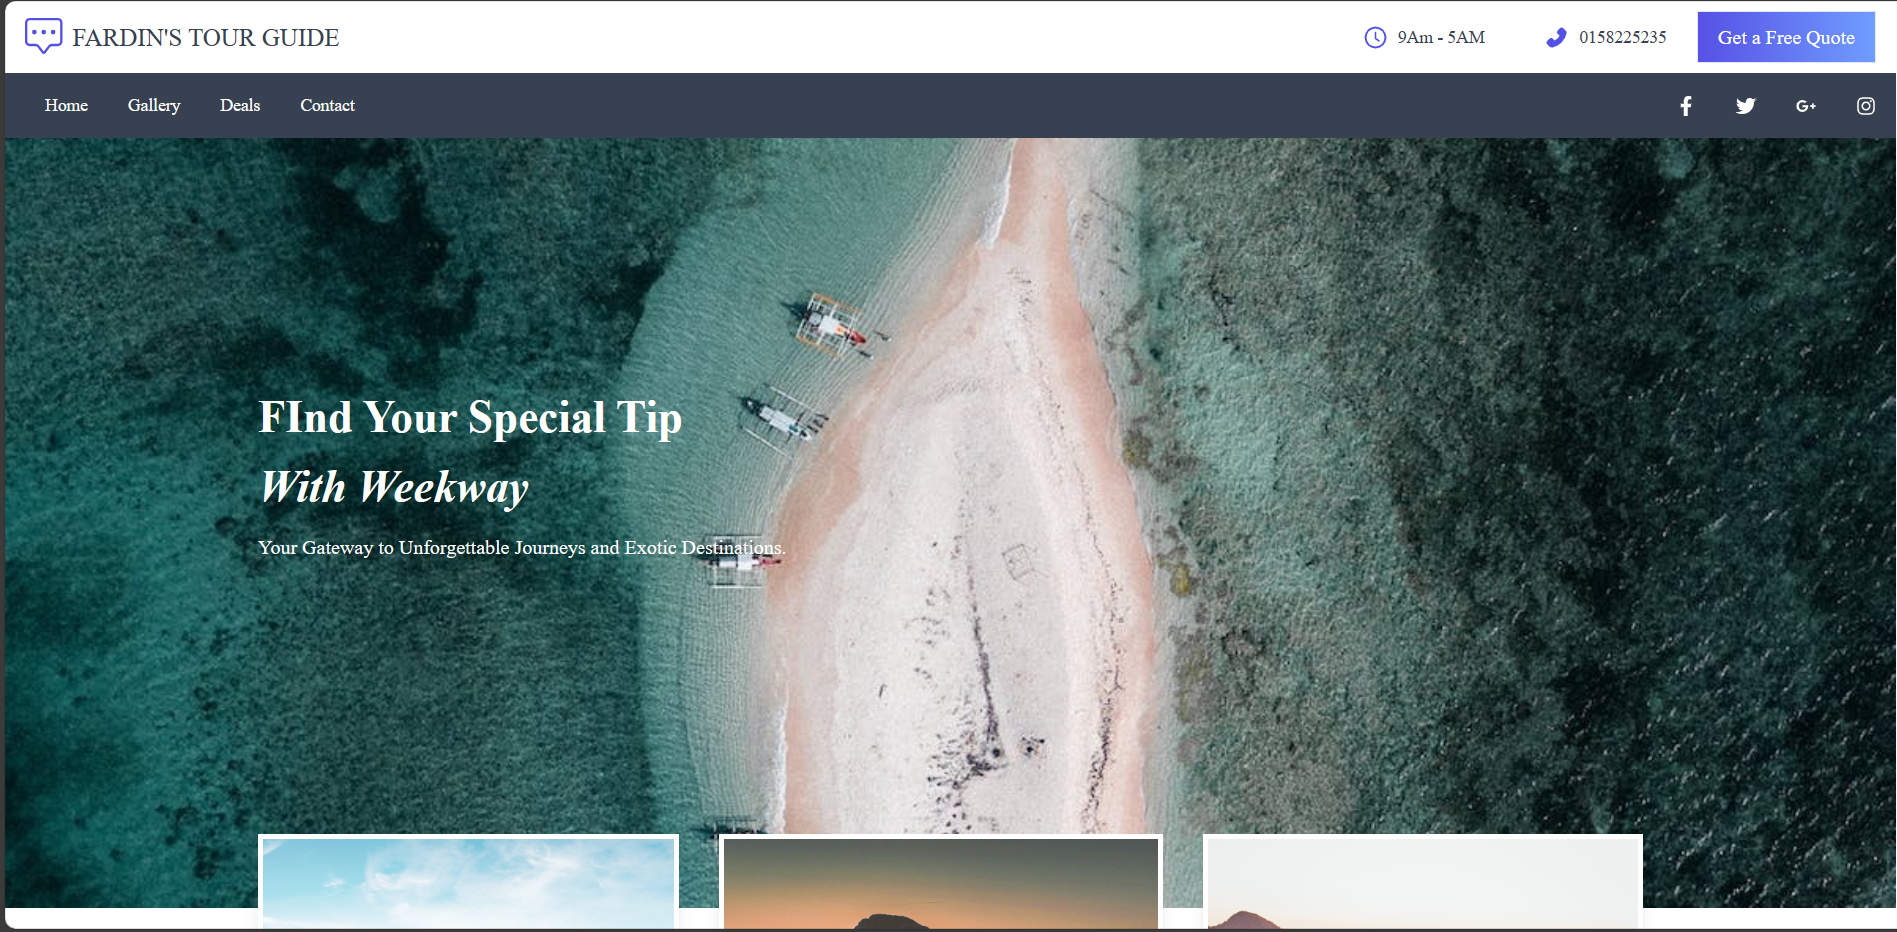 FARDIN'S TOUR GUIDE
9Am - 5AM
0158225235
Get a Free Quote
Home
Gallery
Deals
Contact
FInd Your Special Tip
With Weekway
Your Gateway to Unforgettable Journeys and Exotic Destinations.